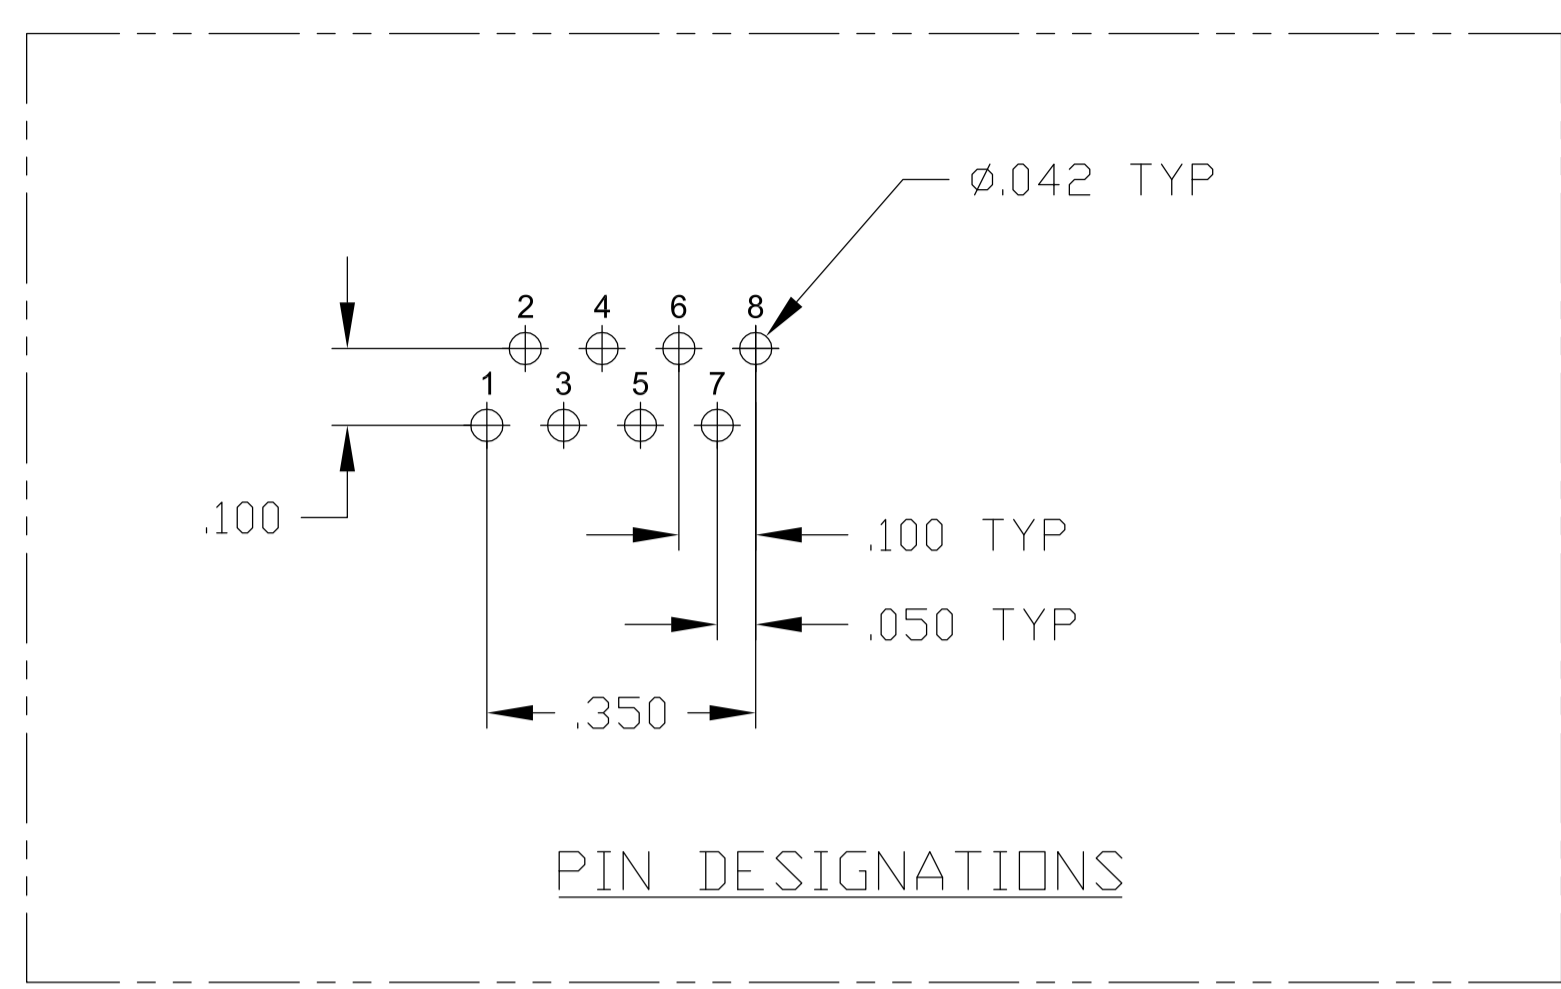 Ø.042 TYP
2 4 6 8
1 3 5 7
.100
.100 TYP
.050 TYP
.350
PIN DESIGNATIONS